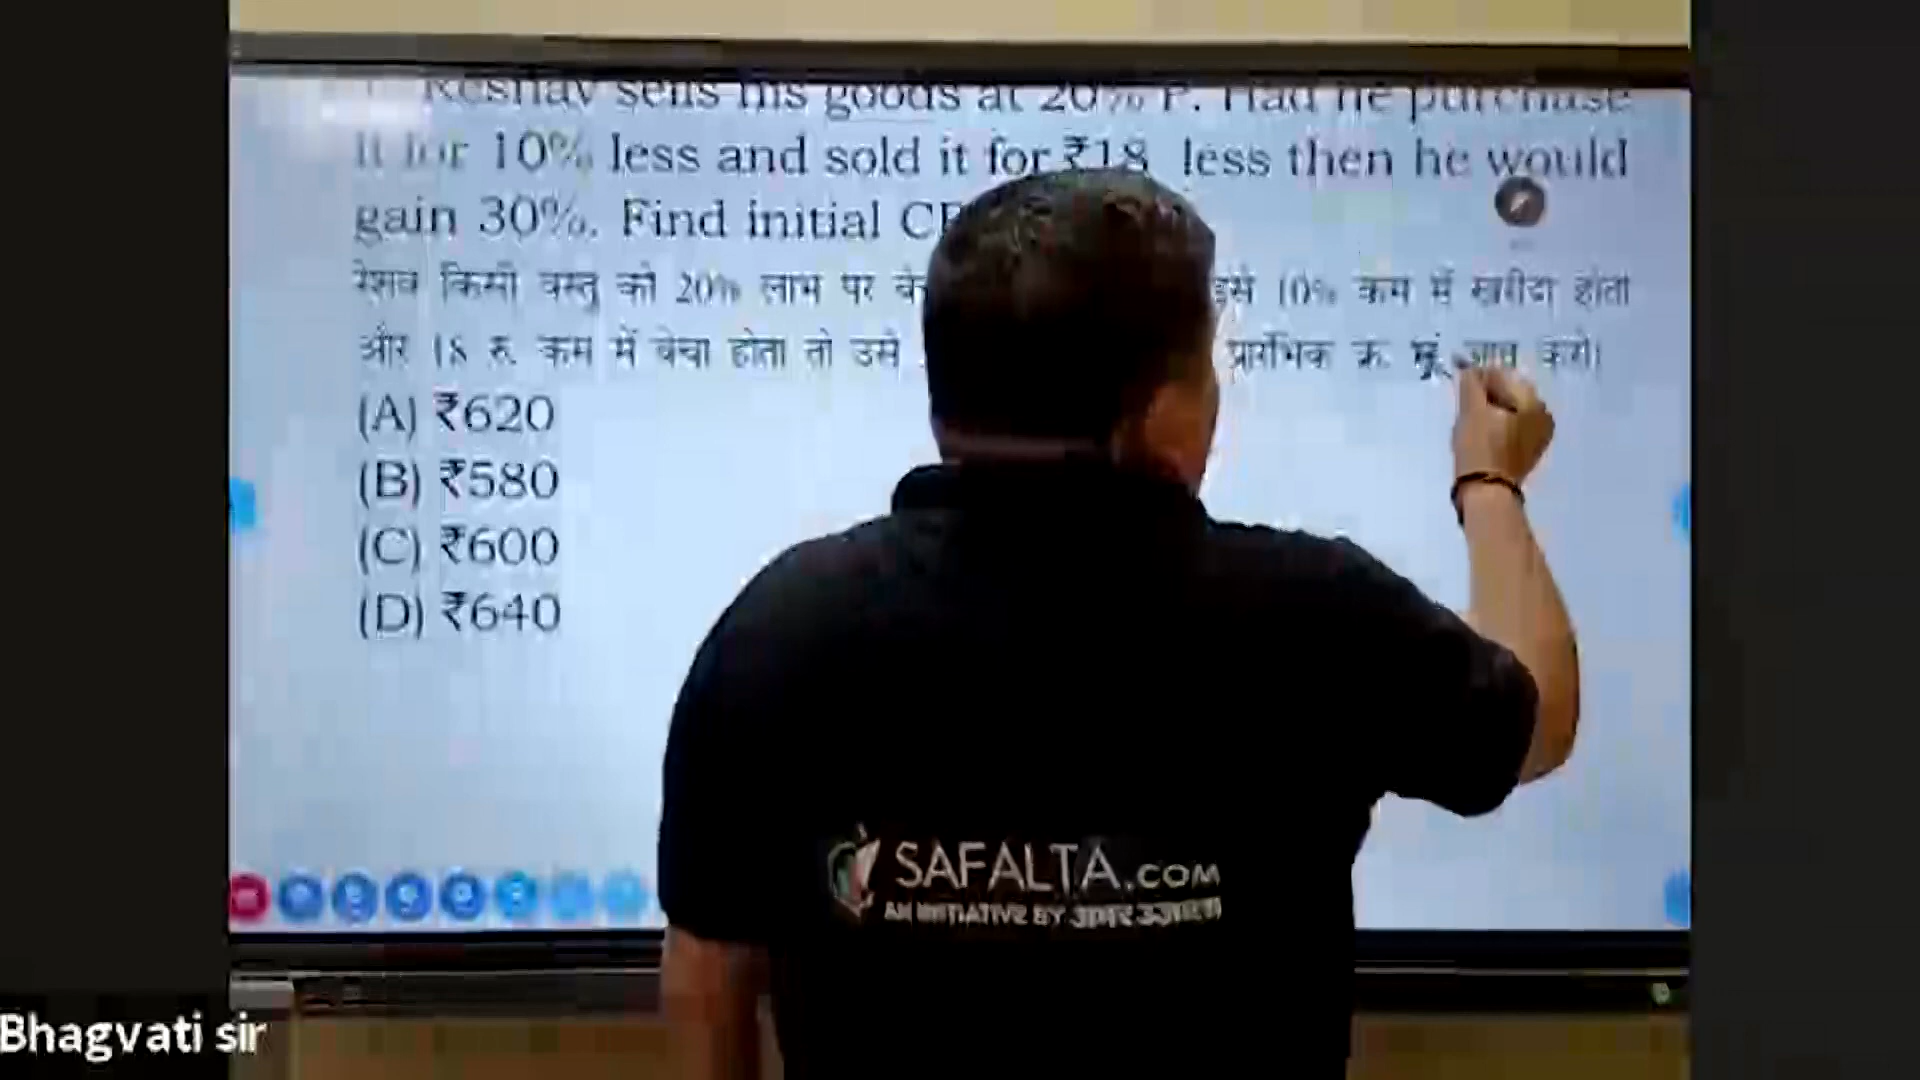 Keshav sells his goods at 20% P. Had he purchase
it for 10% less and sold it for ₹18 less then he would
gain 30%. Find initial
किसी वस्तु को 20% लाभ पर इसे 10% कम में खरीदा होता
और 18 रु. कम में बेचा होता तो उसे प्रारंभिक क्र. मू. ज्ञात करो।
(A) ₹620
(B) ₹580
(C) ₹600
(D) ₹640
SAFALTA.COM
AN INITIATIVE BY अमर उजाला
Bhagvati sir